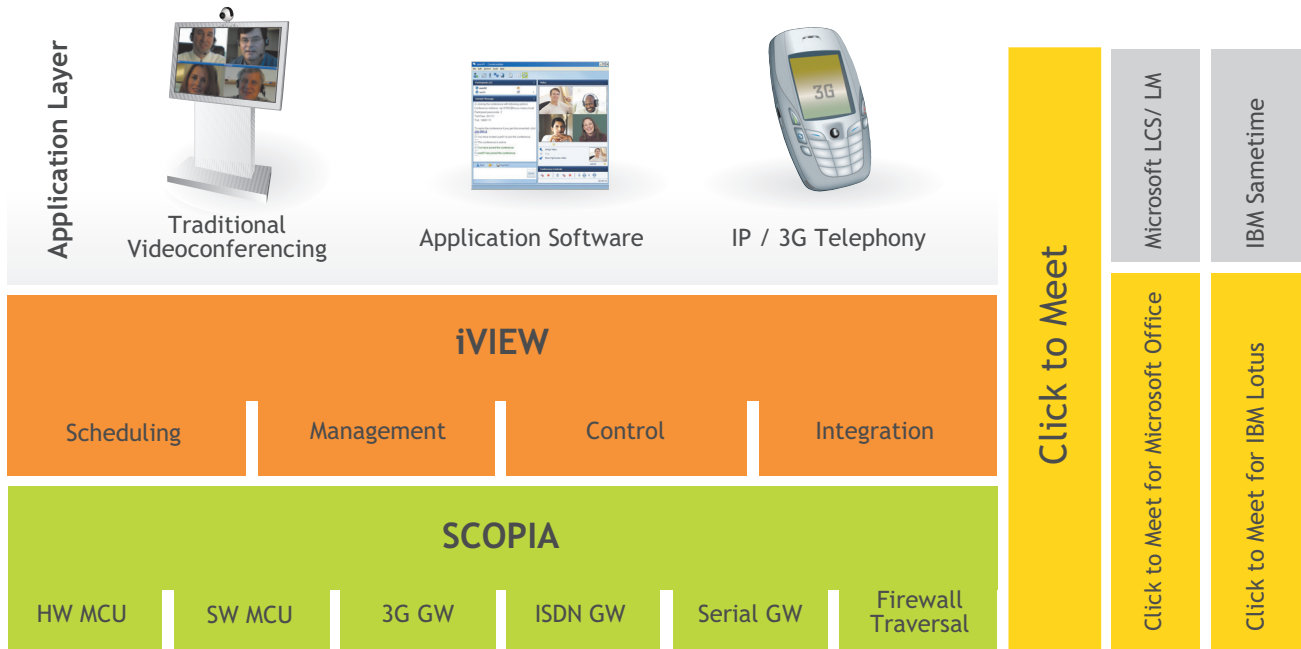 Application Layer
3G
Traditional
Videoconferencing
Application Software
IP / 3G Telephony
iVIEW
Scheduling
Management
Control
Integration
SCOPIA
HW MCU
SW MCU
3G GW
ISDN GW
Serial GW
Firewall
Traversal
Click to Meet
Microsoft LCS/ LM
Click to Meet for Microsoft Office
IBM Sametime
Click to Meet for IBM Lotus